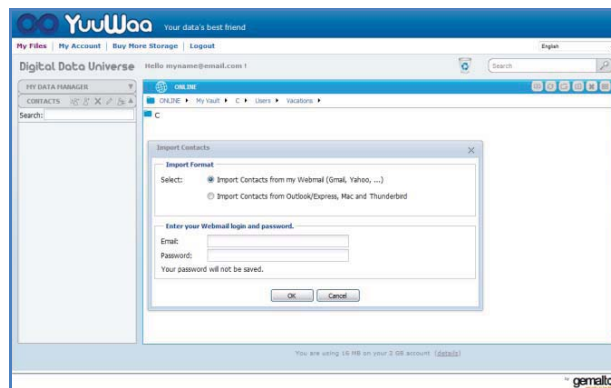 YuuWaa Your data's best friend
My Files | My Account | Buy More Storage | Logout
English
Digital Data Universe Hello myname@email.com !
Search
MY DATA MANAGER
ONLINE
CONTACTS
ONLINE My Vault C Users Vacations
Search:
C
Import Contacts
Import Format
Select: Import Contacts from my Webmail (Gmail, Yahoo, ...)
Import Contacts from Outlook/Express, Mac and Thunderbird
Enter your Webmail login and password.
Email:
Password:
Your password will not be saved.
OK Cancel
You are using 16 MB on your 2 GB account (details)
gemalto